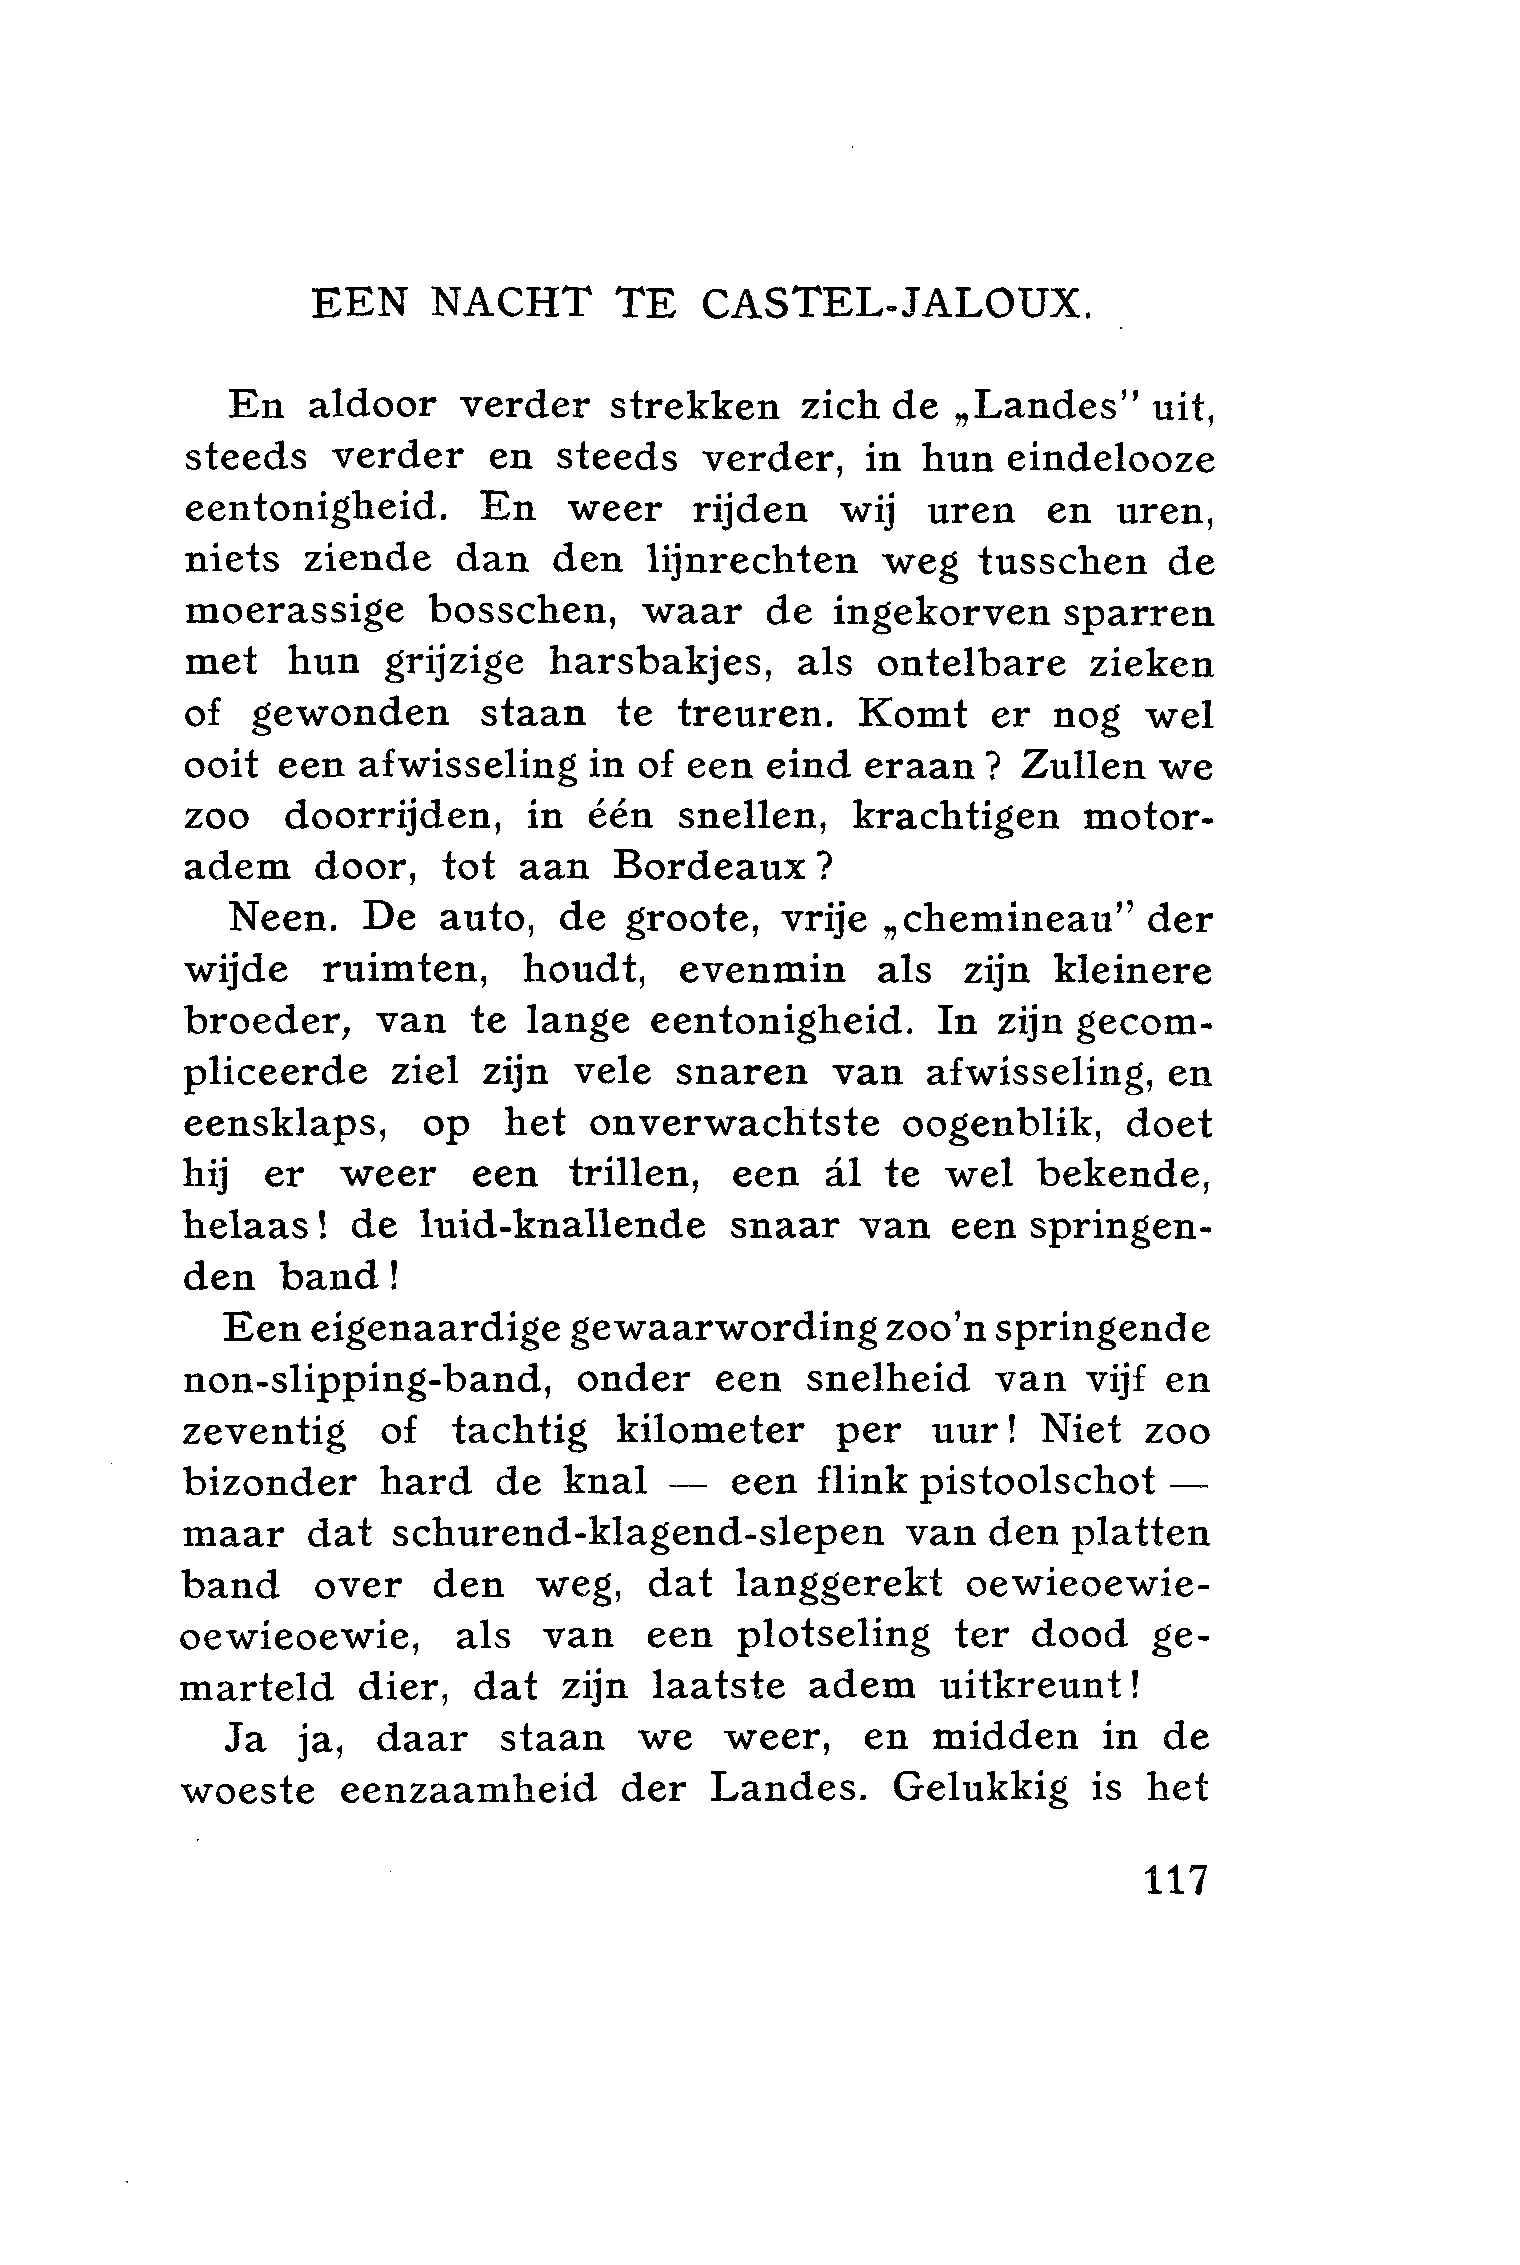 EEN NACHT TE CASTEL-JALOUX.
En aldoor verder strekken zich de „Landes” uit,
steeds verder en steeds verder, in hun eindelooze
eentonigheid. En weer rijden wij uren en uren,
niets ziende dan den lijnrechten weg tusschen de
moerassige bosschen, waar de ingekorven sparren
met hun grijzige harsbakjes, als ontelbare zieken
of gewonden staan te treuren. Komt er nog wel
ooit een afwisseling in of een eind eraan? Zullen we
zoo doorrijden, in één snellen, krachtigen motor-
adem door, tot aan Bordeaux?
Neen. De auto, de groote, vrije „chemineau” der
wijde ruimten, houdt, evenmin als zijn kleinere
broeder, van te lange eentonigheid. In zijn gecom-
pliceerde ziel zijn vele snaren van afwisseling, en
eensklaps, op het onverwachtste oogenblik, doet
hij er weer een trillen, een ál te wel bekende,
helaas! de luid-knallende snaar van een springen-
den band!
Een eigenaardige gewaarwording zoo'n springende
non-slipping-band, onder een snelheid van vijf en
zeventig of tachtig kilometer per uur! Niet zoo
bizonder hard de knal — een flink pistoolschot —
maar dat schurend-klagend-slepen van den platten
band over den weg, dat langgerekt oewieoewie-
oewieoewie, als van een plotseling ter dood ge-
marteld dier, dat zijn laatste adem uitkreunt!
Ja ja, daar staan we weer, en midden in de
woeste eenzaamheid der Landes. Gelukkig is het
117